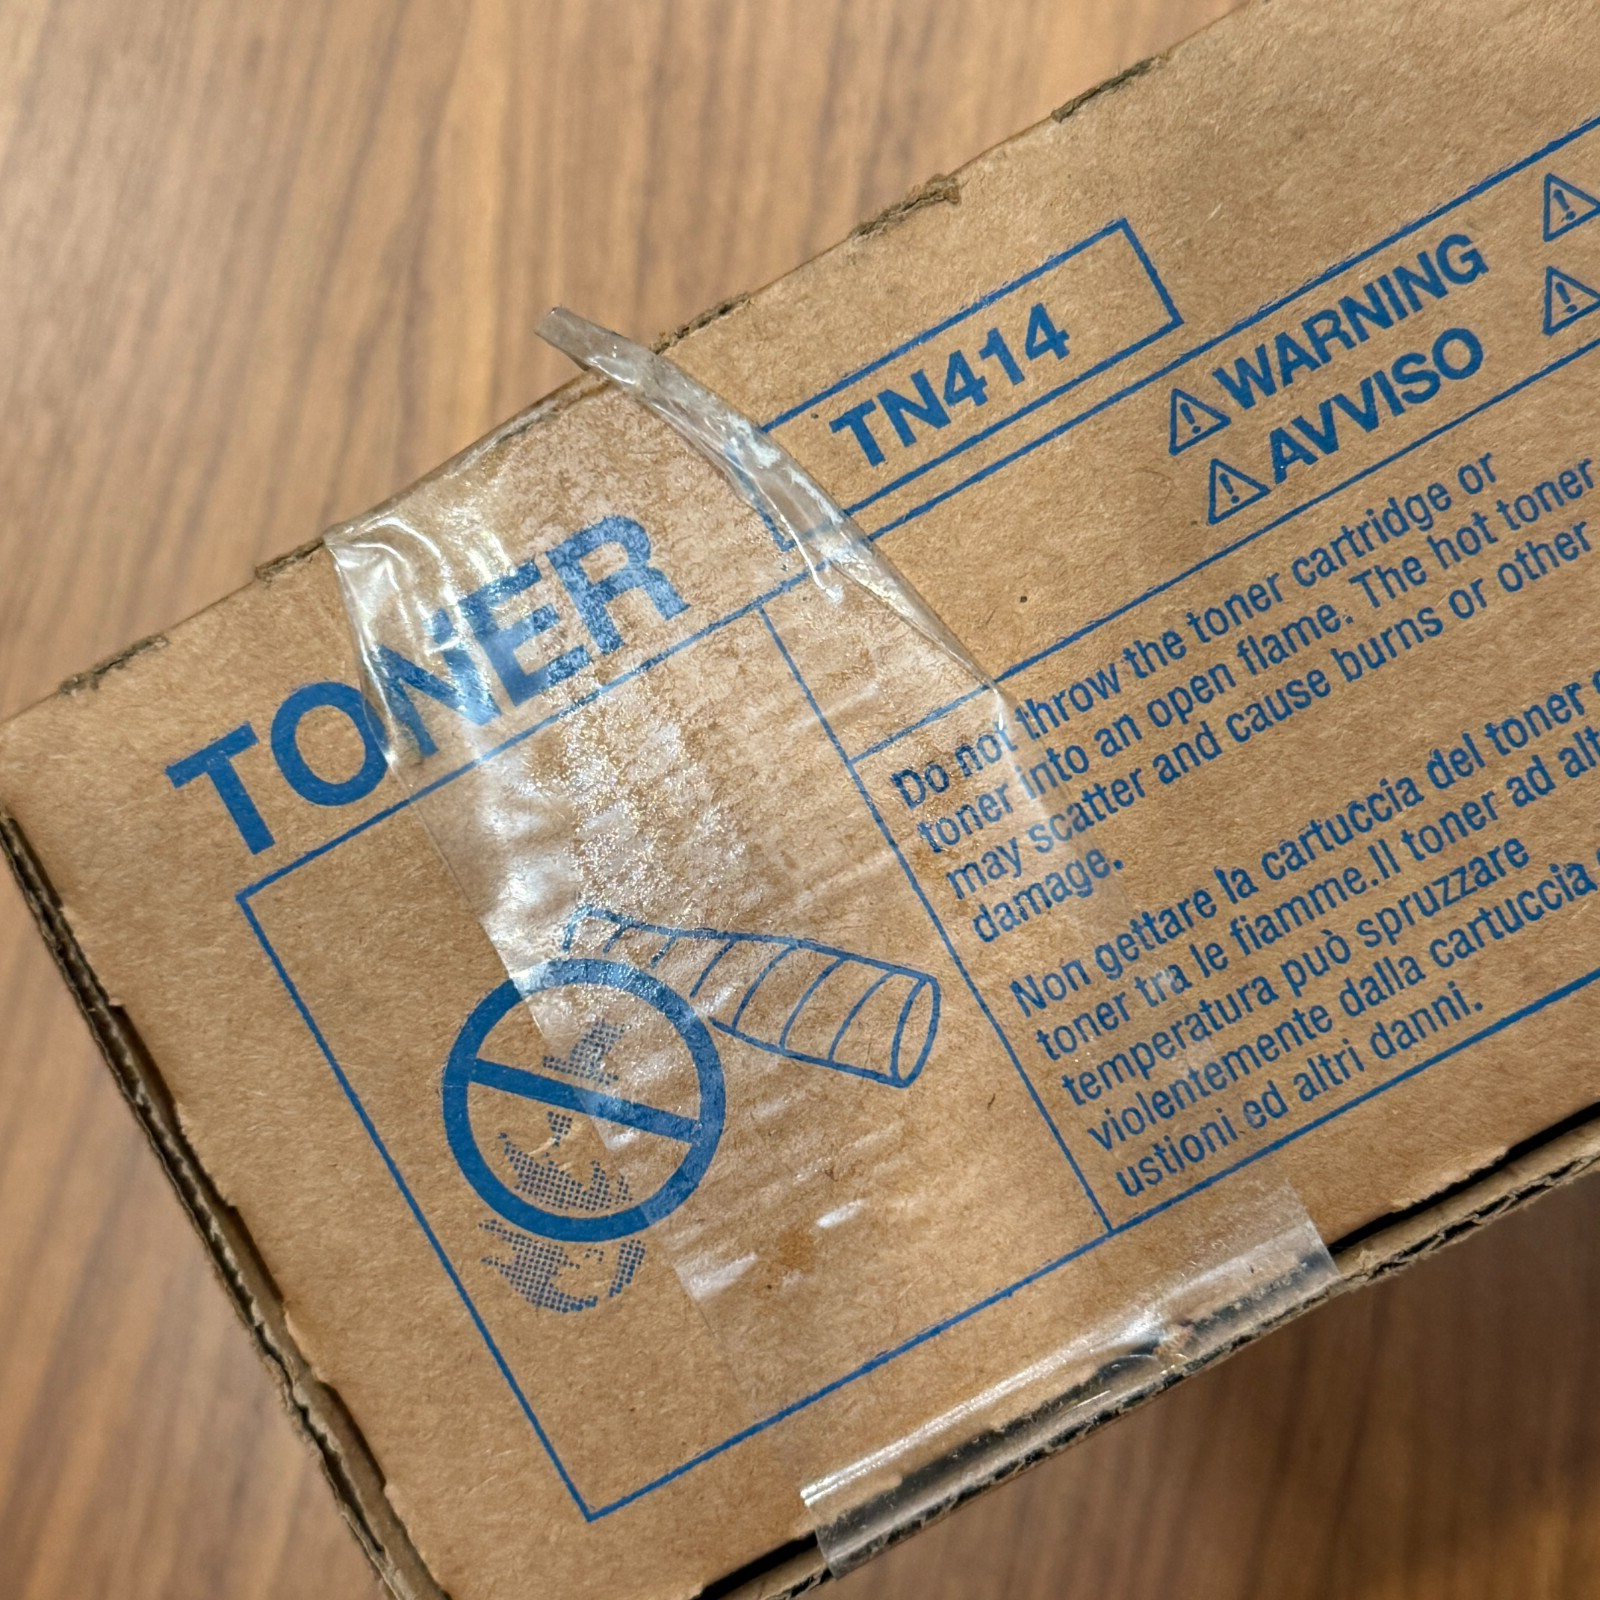 TONER
TN414
WARNING
AVVISO
Do not throw the toner cartridge or
toner into an open flame. The hot toner
may scatter and cause burns or other
damage.
Non gettare la cartuccia del toner
toner tra le fiamme.Il toner ad
temperatura può spruzzare
violentemente dalla cartuccia
ustioni ed altri danni.